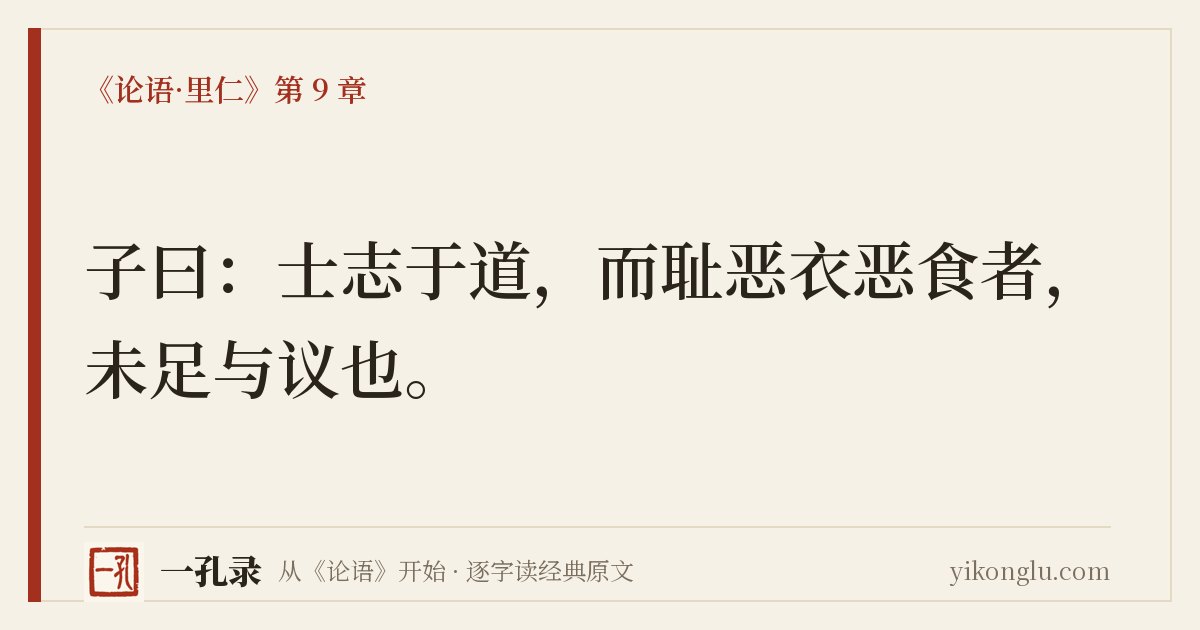 《论语·里仁》第 9 章
子曰：士志于道，而耻恶衣恶食者，
未足与议也。
一孔
一孔录 从《论语》开始 · 逐字读经典原文 yikonglu.com